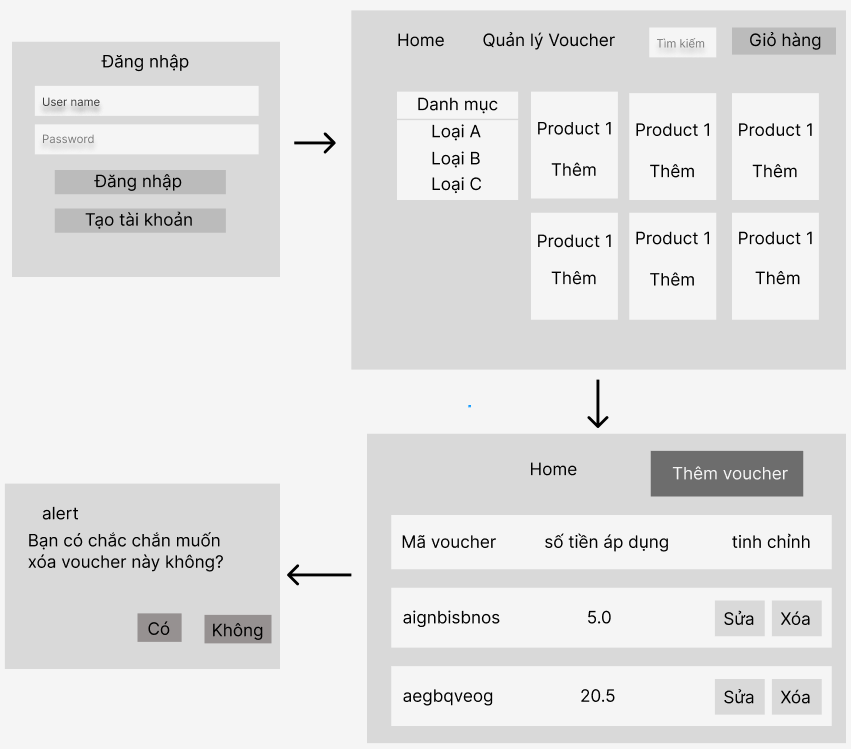 Đăng nhập
User name
Password
Đăng nhập
Tạo tài khoản
Home Quản lý Voucher Tìm kiếm Giỏ hàng
Danh mục
Loại A
Loại B
Loại C
Product 1 Product 1 Product 1
Thêm Thêm Thêm
Product 1 Product 1 Product 1
Thêm Thêm Thêm
Home Thêm voucher
Mã voucher số tiền áp dụng tinh chỉnh
aignbisbnos 5.0 Sửa Xóa
aegbqveog 20.5 Sửa Xóa
alert
Bạn có chắc chắn muốn
xóa voucher này không?
Có Không